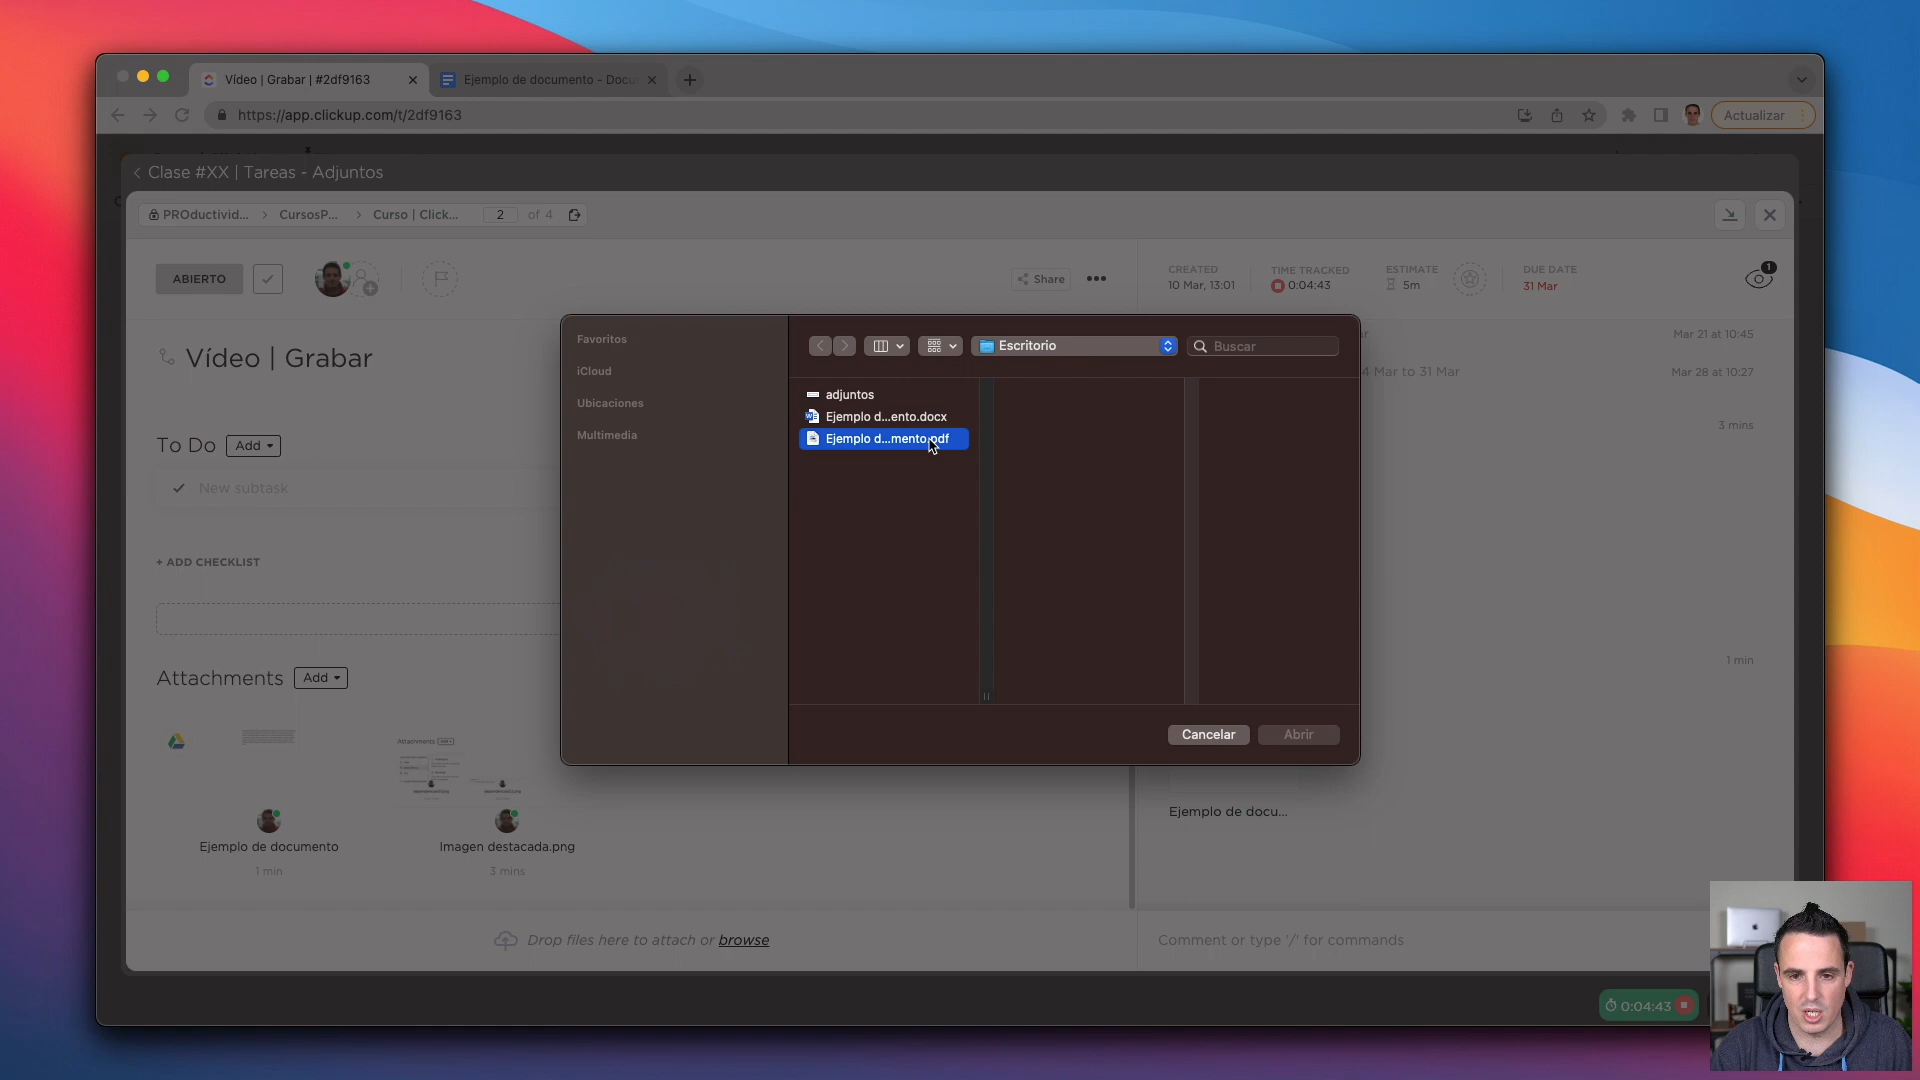 Vídeo | Grabar | #2df9163
Ejemplo de documento - Docu
https://app.clickup.com/t/2df9163
Actualizar
Clase #XX | Tareas - Adjuntos
PROductivid... > CursosP... > Curso | Click... 2 of 4
ABIERTO
Share
CREATED
10 Mar, 13:01
TIME TRACKED
0:04:43
ESTIMATE
5m
DUE DATE
31 Mar
1
Vídeo | Grabar
To Do Add
New subtask
+ ADD CHECKLIST
Attachments Add
Ejemplo de documento
1 min
Imagen destacada.png
3 mins
Drop files here to attach or browse
Favoritos
iCloud
Ubicaciones
Multimedia
Escritorio
Buscar
adjuntos
Ejemplo d...ento.docx
Ejemplo d...mento.pdf
Cancelar
Abrir
Mar 21 at 10:45
4 Mar to 31 Mar
Mar 28 at 10:27
3 mins
1 min
Ejemplo de docu...
Comment or type '/' for commands
0:04:43